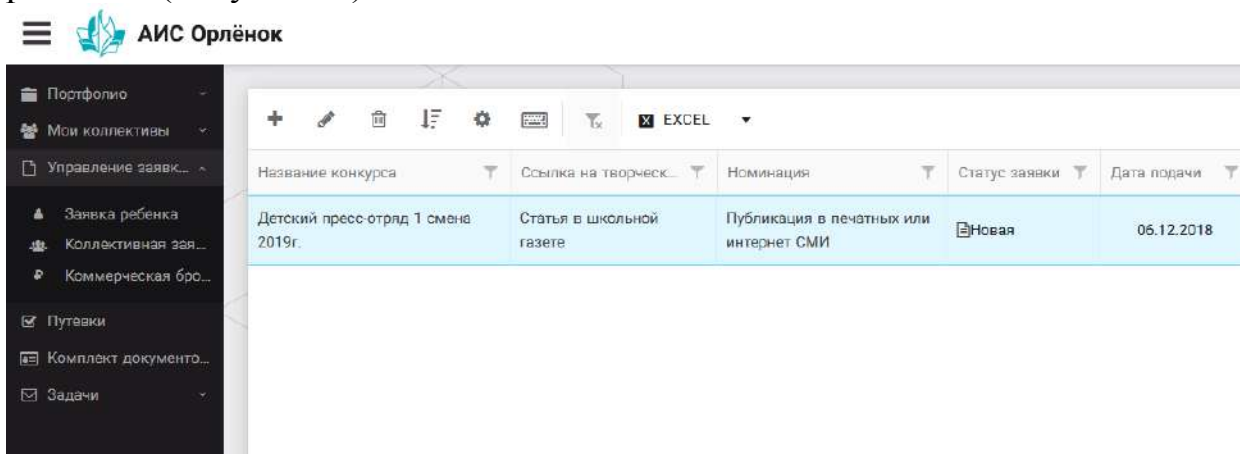 АИС Орлёнок
Портфолио
Мои коллективы
Управление заявк...
Заявка ребенка
Коллективная зая...
Коммерческая бро...
Путевки
Комплект документо...
Задачи
EXCEL
Название конкурса Ссылка на творческ... Номинация Статус заявки Дата подачи
Детский пресс-отряд 1 смена Статья в школьной Публикация в печатных или Новая 06.12.2018
2019г. газете интернет СМИ